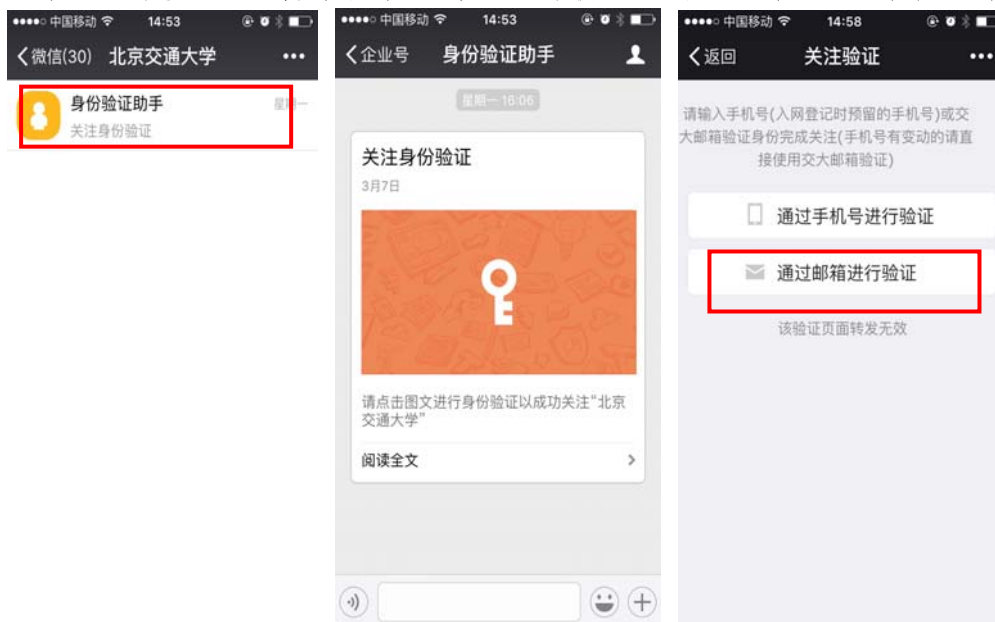 中国移动 14:53
微信(30) 北京交通大学
身份验证助手 星期一
关注身份验证
中国移动 14:53
企业号 身份验证助手
星期一 16:06
关注身份验证
3月7日
请点击图文进行身份验证以成功关注“北京
交通大学”
阅读全文
中国移动 14:58
返回 关注验证
请输入手机号(入网登记时预留的手机号)或交
大邮箱验证身份完成关注(手机号有变动的请直
接使用交大邮箱验证)
通过手机号进行验证
通过邮箱进行验证
该验证页面转发无效